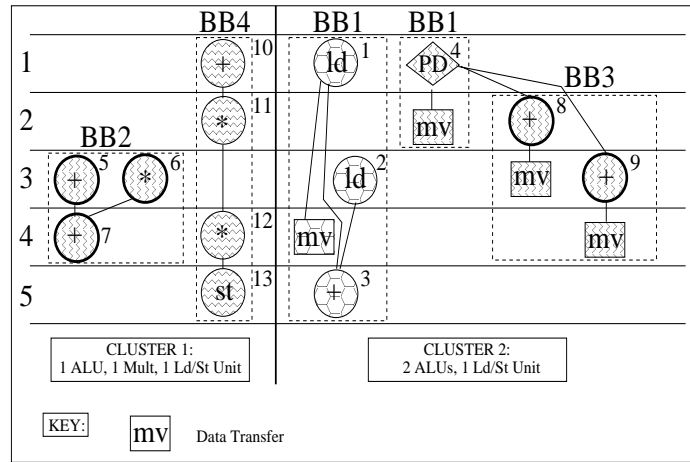 BB4 BB1 BB1
1 + 10 ld 1 PD 4 BB3
2 * 11 mv + 8
BB2
3 + 5 * 6 ld 2 mv + 9
4 + 7 * 12 mv mv
5 st 13 + 3
CLUSTER 1: CLUSTER 2:
1 ALU, 1 Mult, 1 Ld/St Unit 2 ALUs, 1 Ld/St Unit
KEY: mv Data Transfer